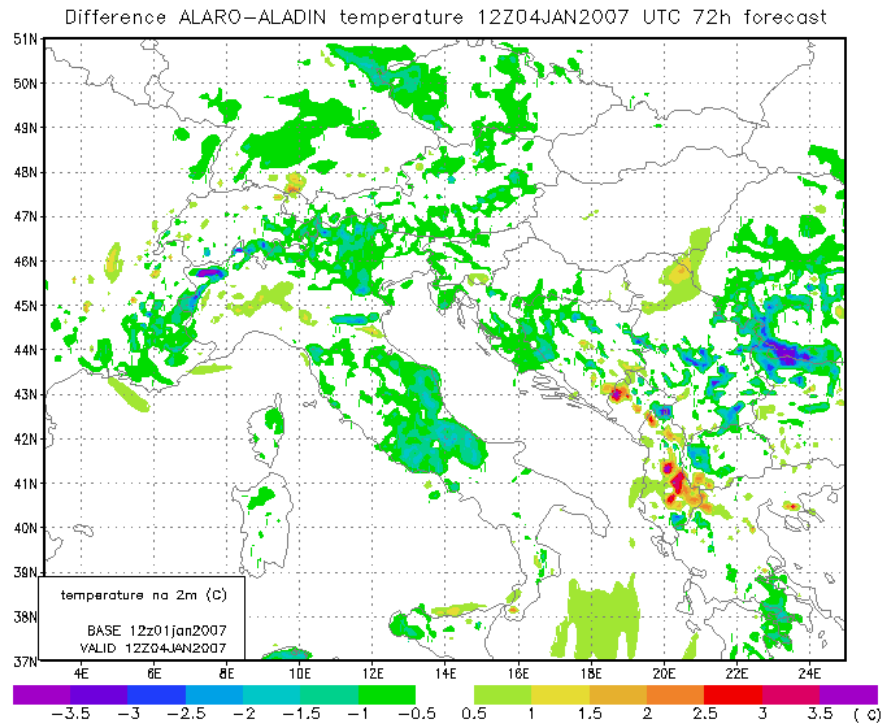 Difference ALARO-ALADIN temperature 12Z04JAN2007 UTC 72h forecast
51N
50N
49N
48N
47N
46N
45N
44N
43N
42N
41N
40N
39N
38N
37N
temperature na 2m (C)
BASE 12z01jan2007
VALID 12Z04JAN2007
4E 6E 8E 10E 12E 14E 16E 18E 20E 22E 24E
-3.5 -3 -2.5 -2 -1.5 -1 -0.5 0.5 1 1.5 2 2.5 3 3.5 (C)